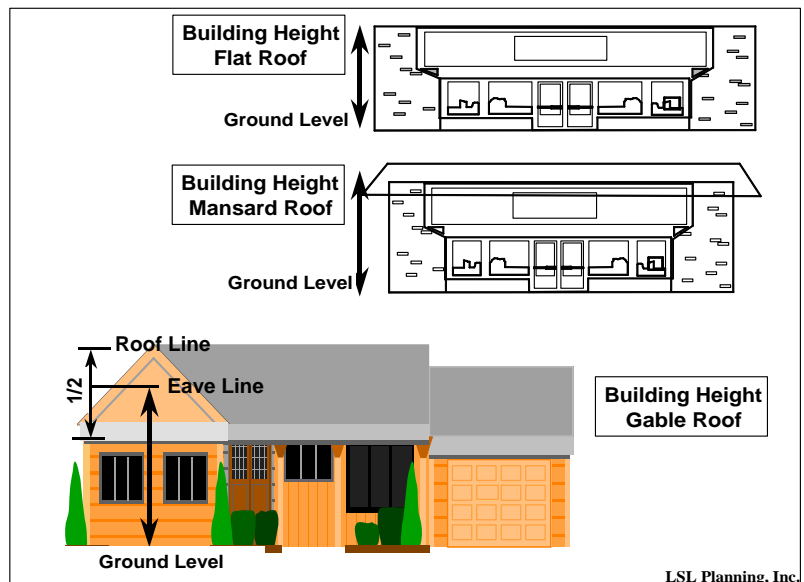 Building Height
Flat Roof
Ground Level
Building Height
Mansard Roof
Ground Level
Roof Line
1/2
Eave Line
Building Height
Gable Roof
Ground Level
LSL Planning, Inc.